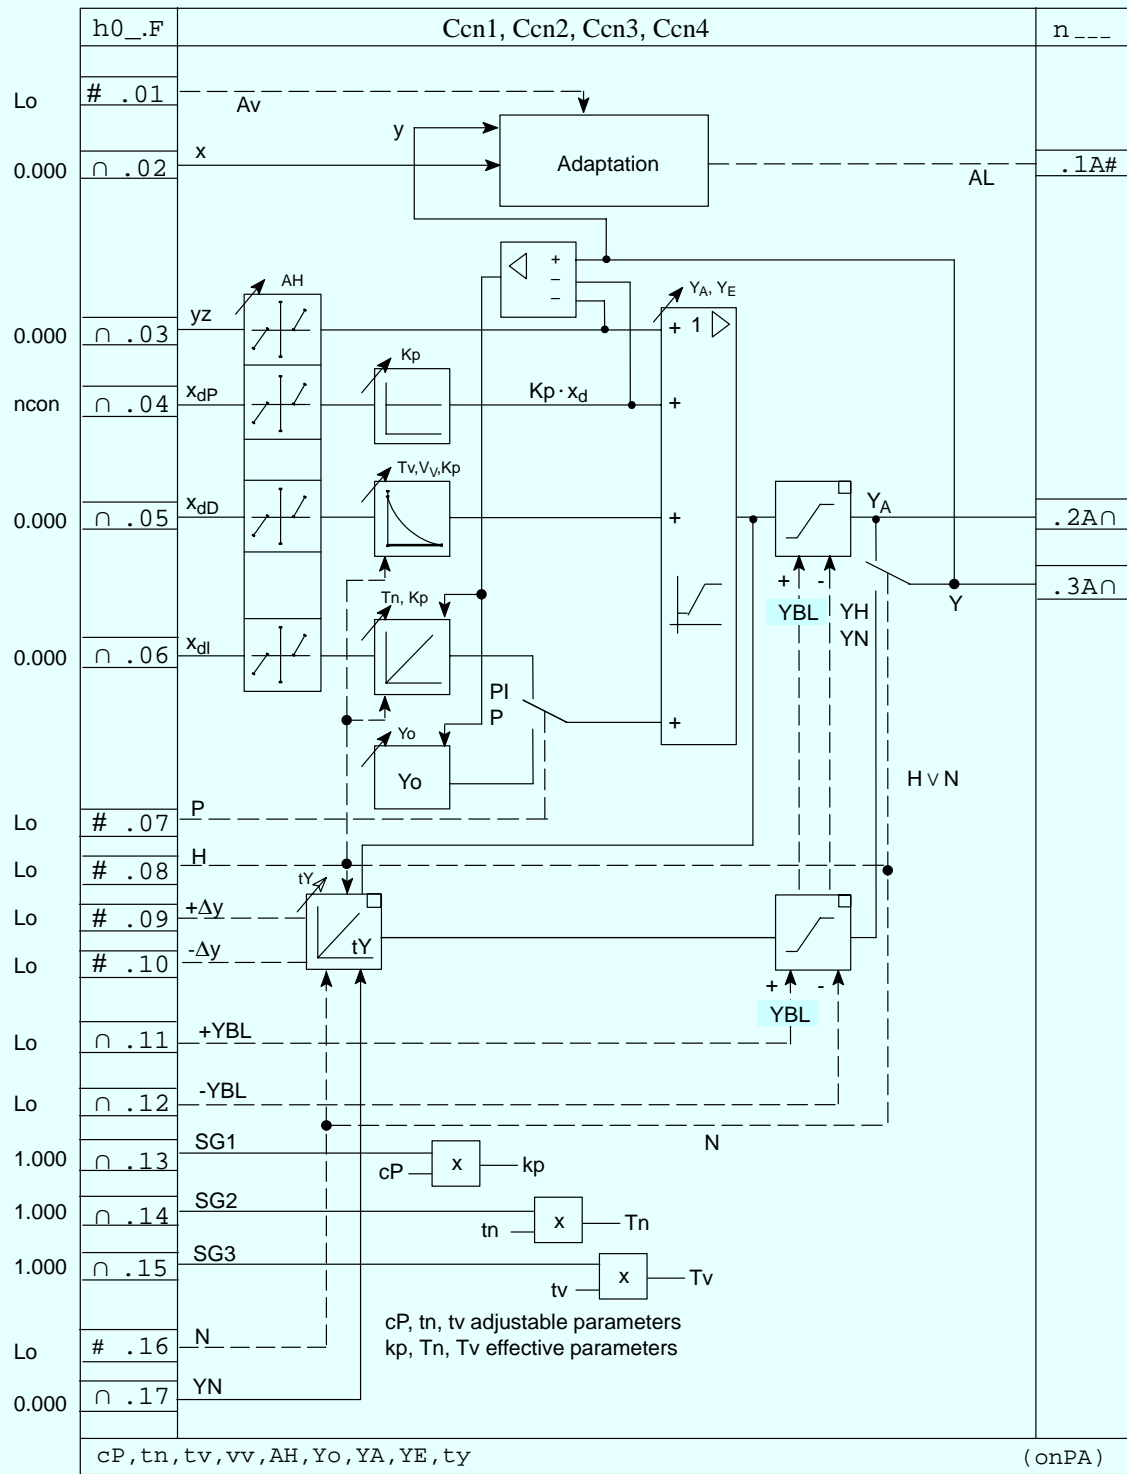 h0_.F Ccn1, Ccn2, Ccn3, Ccn4 n___
Lo # .01 Av
y
0.000 ∩ .02 x Adaptation AL .1A#
+
−
−
AH
YA, YE
0.000 ∩ .03 yz + 1
Kp
ncon ∩ .04 xdP Kp · xd +
Tv,VV,Kp
0.000 ∩ .05 xdD + YA .2A∩
+ -
YBL YH
YN
Y .3A∩
Tn, Kp
0.000 ∩ .06 xdI
PI
P +
Yo
Yo
H ∨ N
Lo # .07 P
Lo # .08 H
tY
Lo # .09 +Δy
tY
Lo # .10 -Δy
+ -
YBL
Lo ∩ .11 +YBL
Lo ∩ .12 -YBL
N
1.000 ∩ .13 SG1
cP x kp
1.000 ∩ .14 SG2
tn x Tn
1.000 ∩ .15 SG3
tv x Tv
cP, tn, tv adjustable parameters
kp, Tn, Tv effective parameters
Lo # .16 N
0.000 ∩ .17 YN
cP,tn,tv,vv,AH,Yo,YA,YE,ty (onPA)